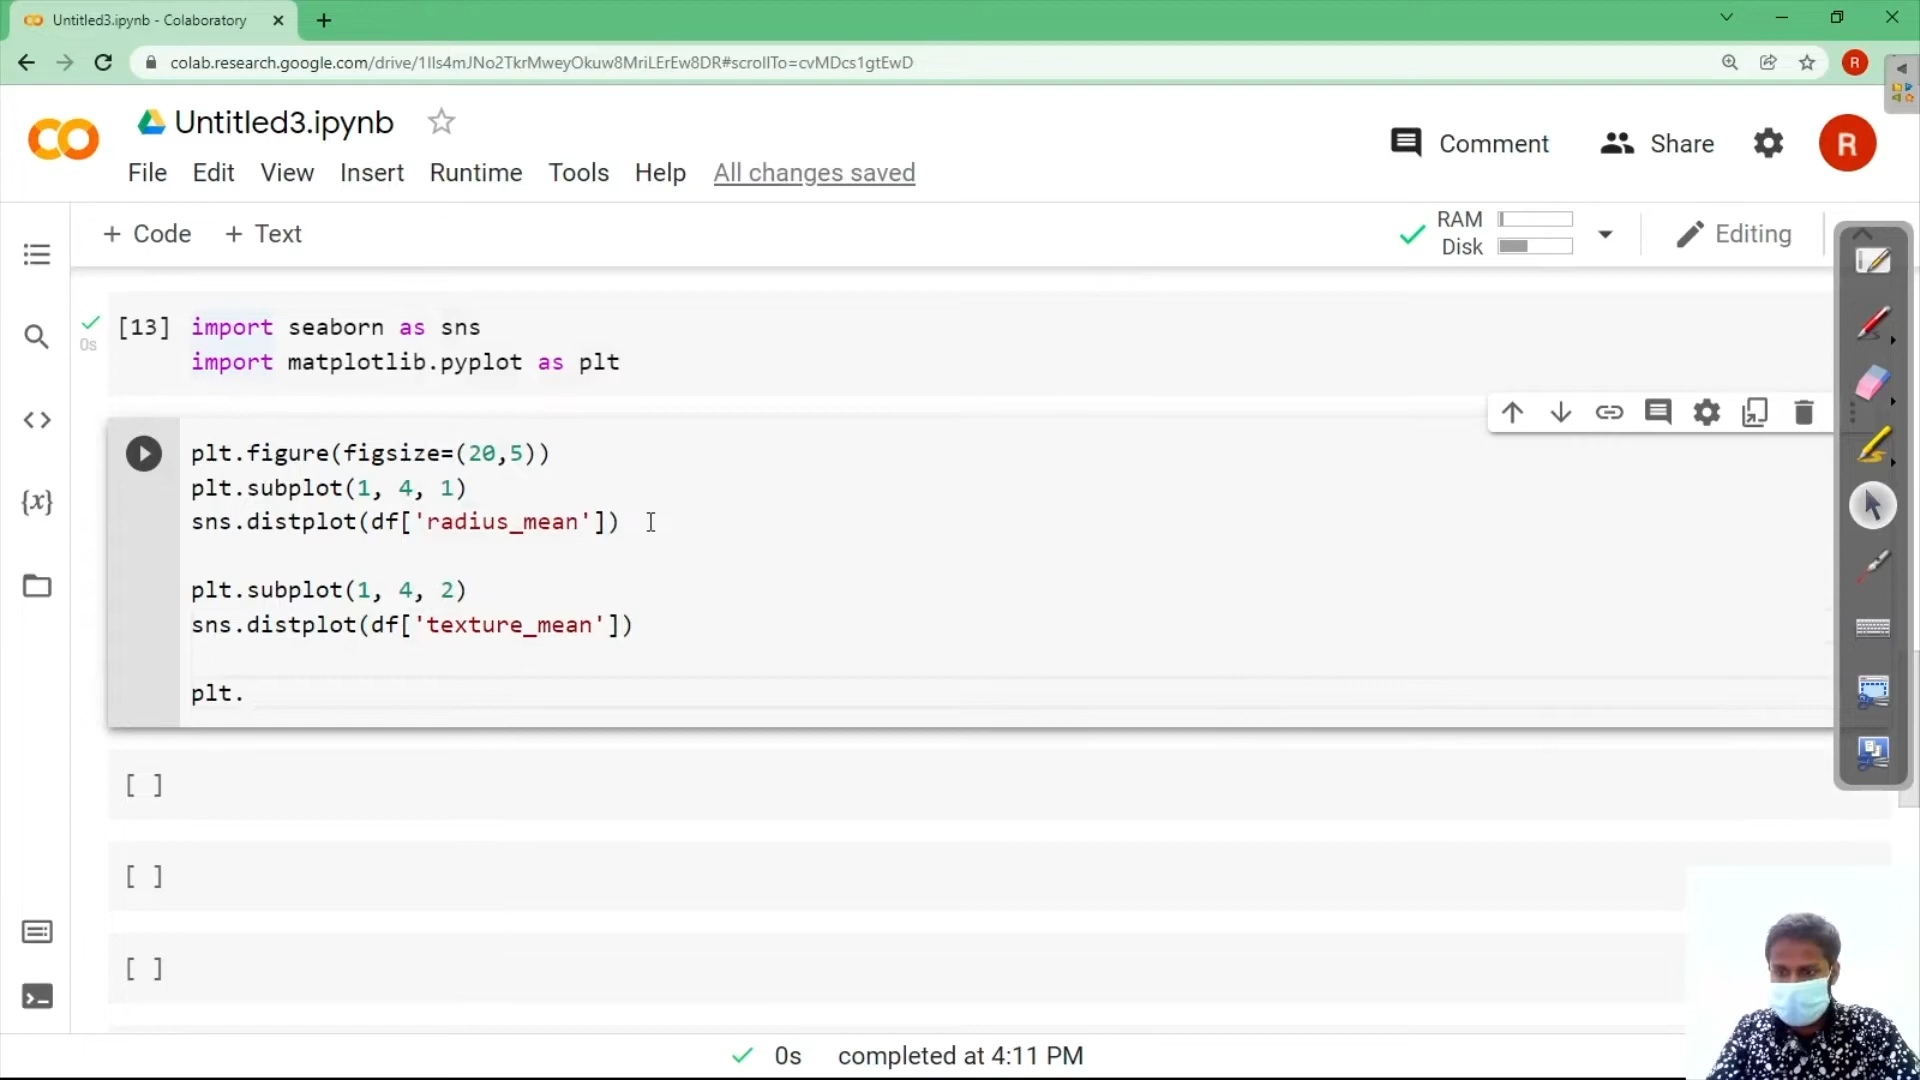 Untitled3.ipynb - Colaboratory
colab.research.google.com/drive/1lls4mJNo2TkrMweyOkuw8MriLErEw8DR#scrollTo=cvMDcs1gtEwD
R
Untitled3.ipynb
Comment
Share
R
File Edit View Insert Runtime Tools Help All changes saved
+ Code + Text
RAM
Disk
Editing
0s
[13] import seaborn as sns
import matplotlib.pyplot as plt
plt.figure(figsize=(20,5))
plt.subplot(1, 4, 1)
sns.distplot(df['radius_mean'])
plt.subplot(1, 4, 2)
sns.distplot(df['texture_mean'])
plt.
{x}
[ ]
[ ]
[ ]
0s completed at 4:11 PM